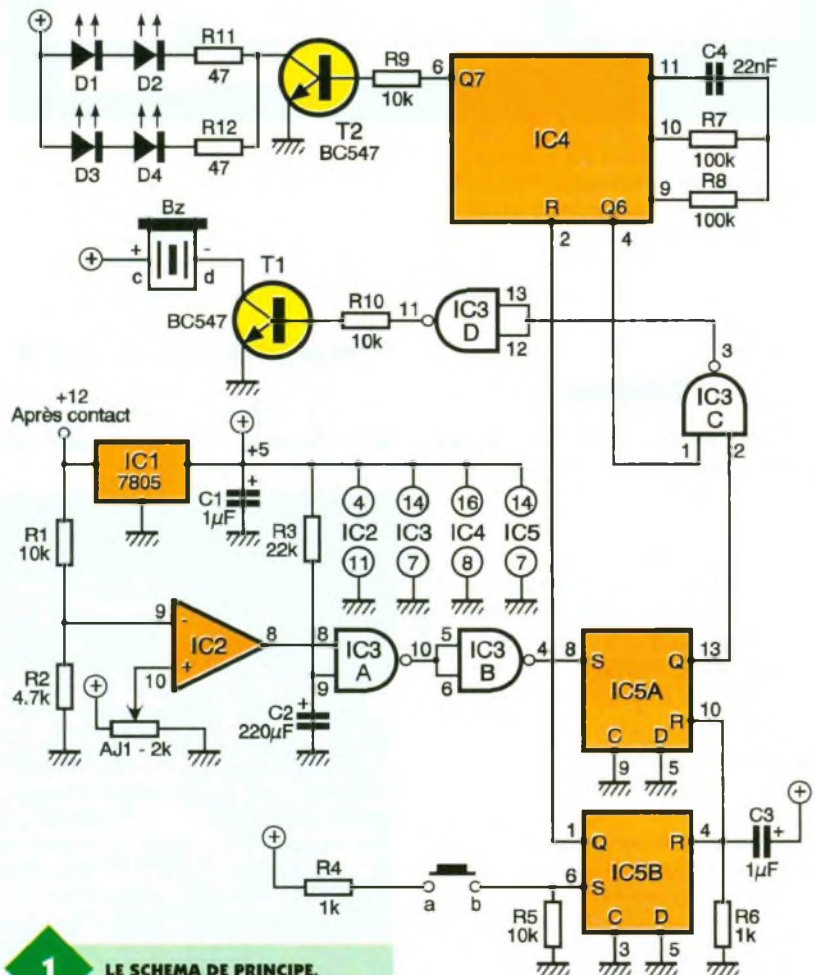 R11
47
D1
D2
R12
47
D3
D4
T2
BC547
R9
10k
6
Q7
IC4
R
Q6
2
4
11
C4
22nF
10
R7
100k
9
R8
100k
Bz
+
-
c
d
T1
BC547
R10
10k
11
IC3
D
13
12
3
IC3
C
1
2
+12
Après contact
IC1
7805
+
+5
C1
1µF
+
R1
10k
R2
4.7k
R3
22k
4
IC2
11
14
IC3
7
16
IC4
8
14
IC5
7
9
-
IC2
+
10
8
AJ1 - 2k
C2
220µF
+
8
IC3
A
9
10
5
IC3
B
6
4
8
S
Q
13
IC5A
R
10
C
D
9
5
1
Q
R
4
6
S
IC5B
C
D
3
5
C3
1µF
+
R4
1k
a
b
R5
10k
R6
1k
1
LE SCHEMA DE PRINCIPE.